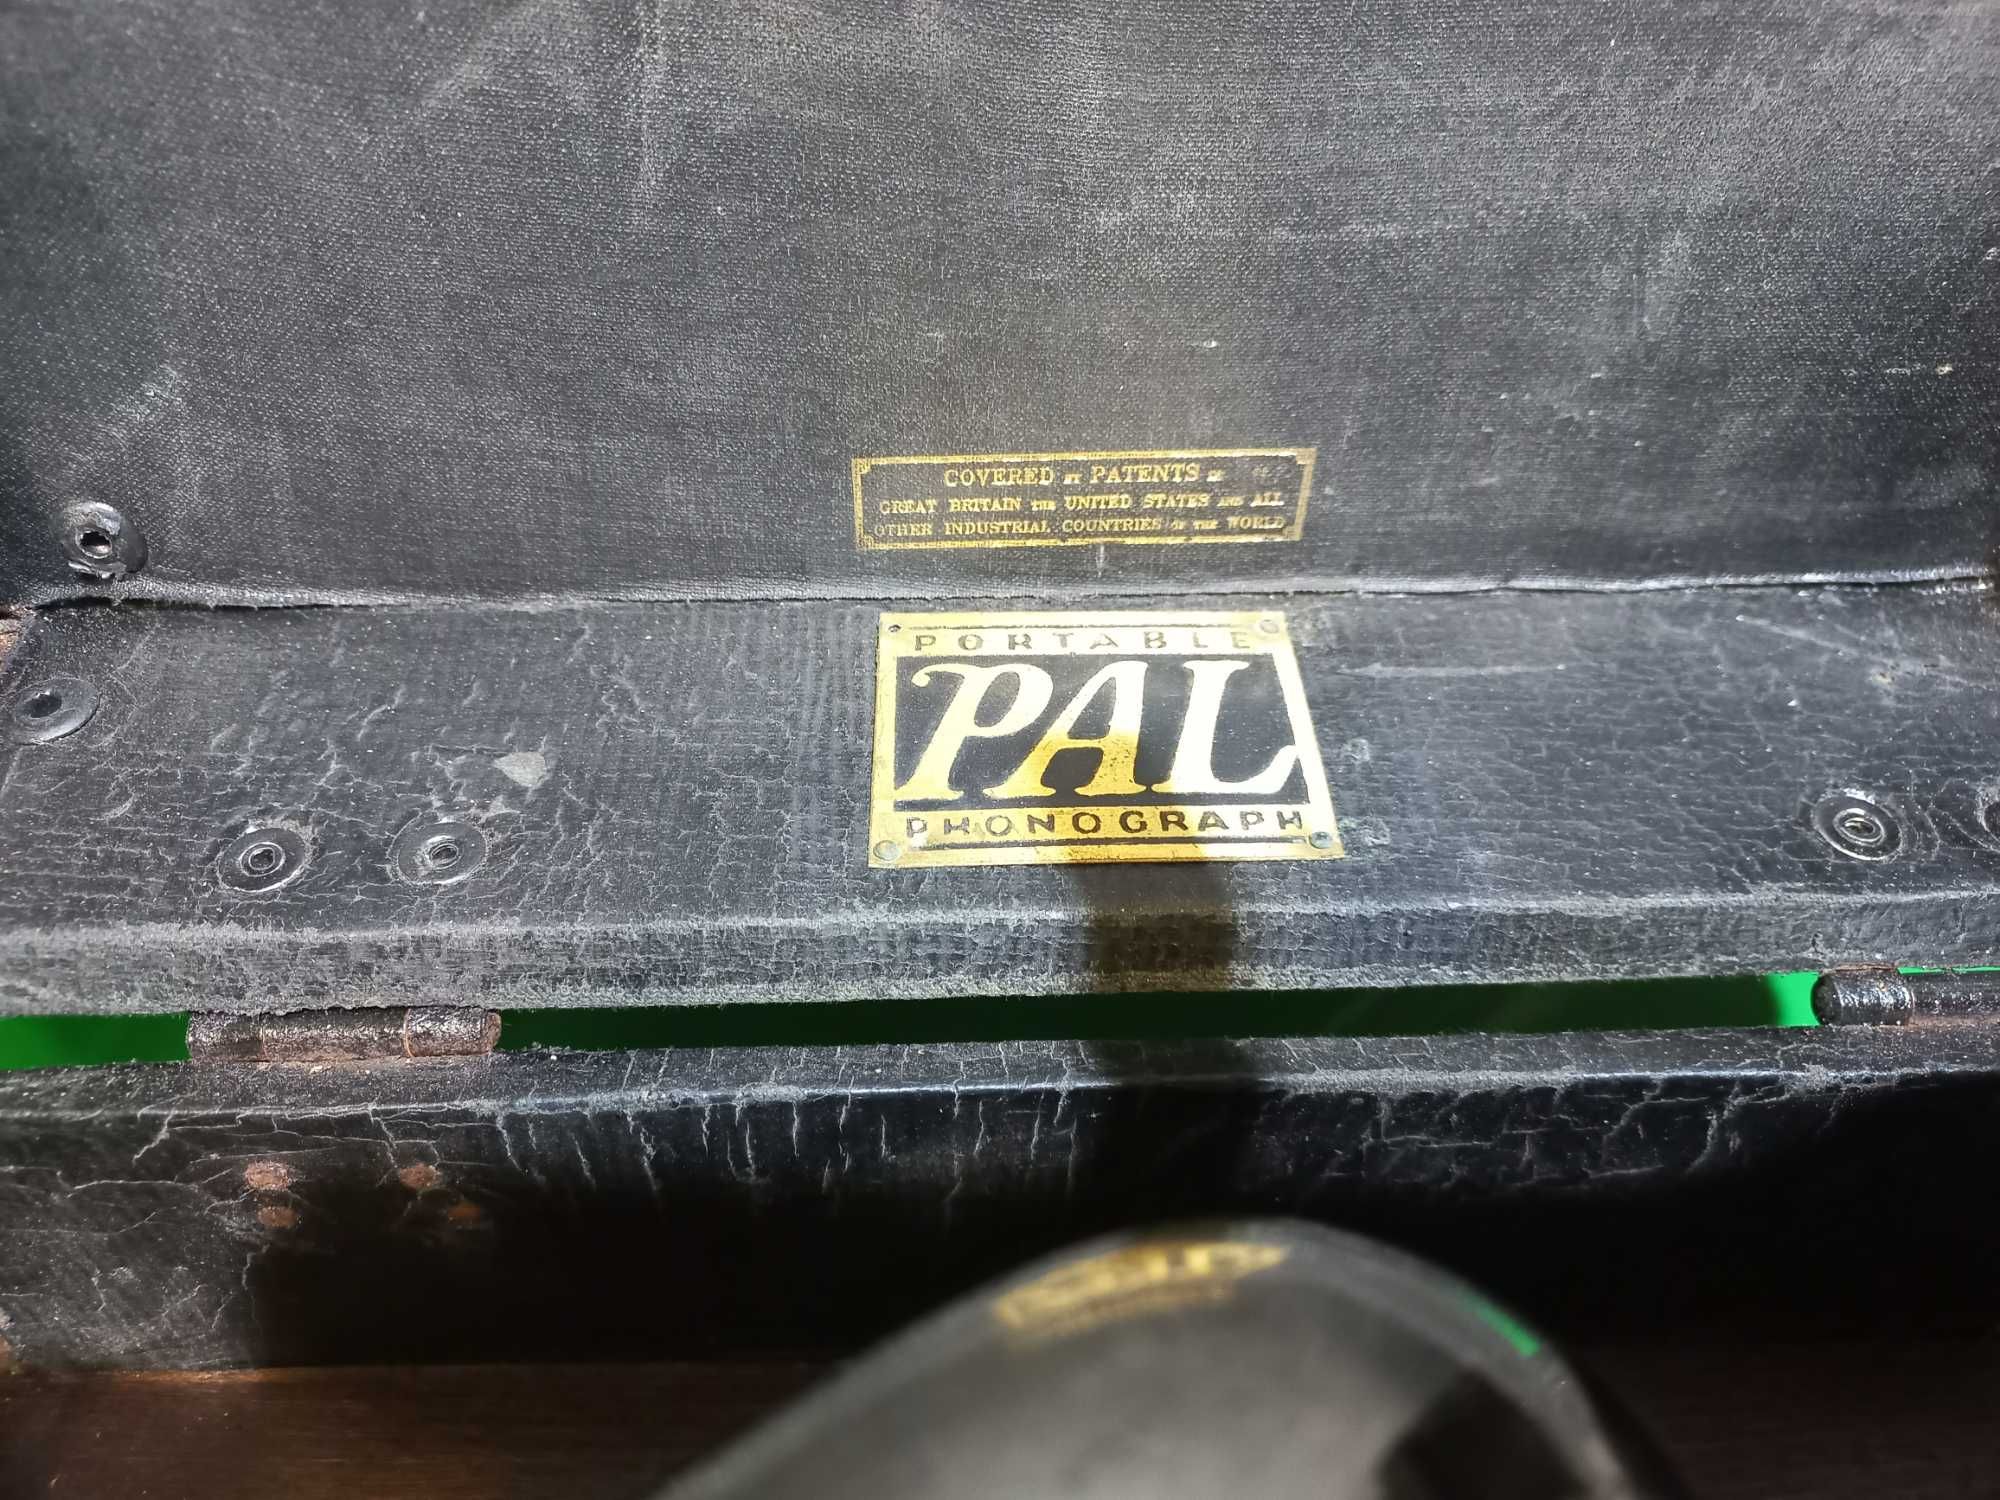 COVERED BY PATENTS IN
GREAT BRITAIN THE UNITED STATES AND ALL
OTHER INDUSTRIAL COUNTRIES OF THE WORLD
PORTABLE
PAL
PHONOGRAPH